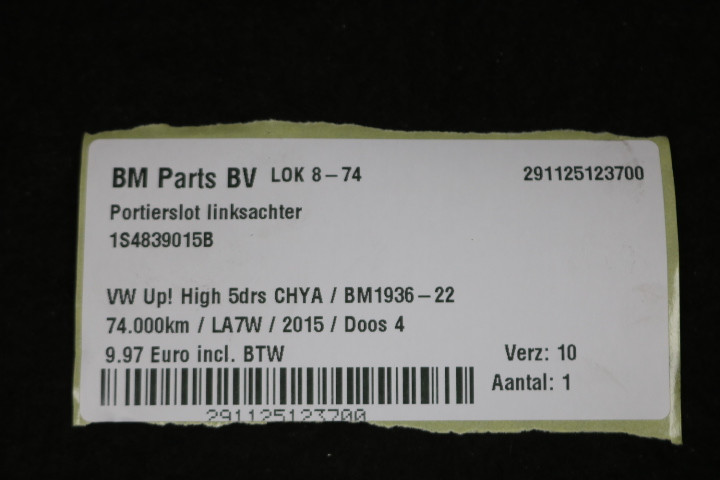 BM Parts BV LOK 8-74 291125123700
Portierslot linksachter
1S4839015B
VW Up! High 5drs CHYA / BM1936-22
74.000km / LA7W / 2015 / Doos 4
9.97 Euro incl. BTW Verz: 10
Aantal: 1
291125123700